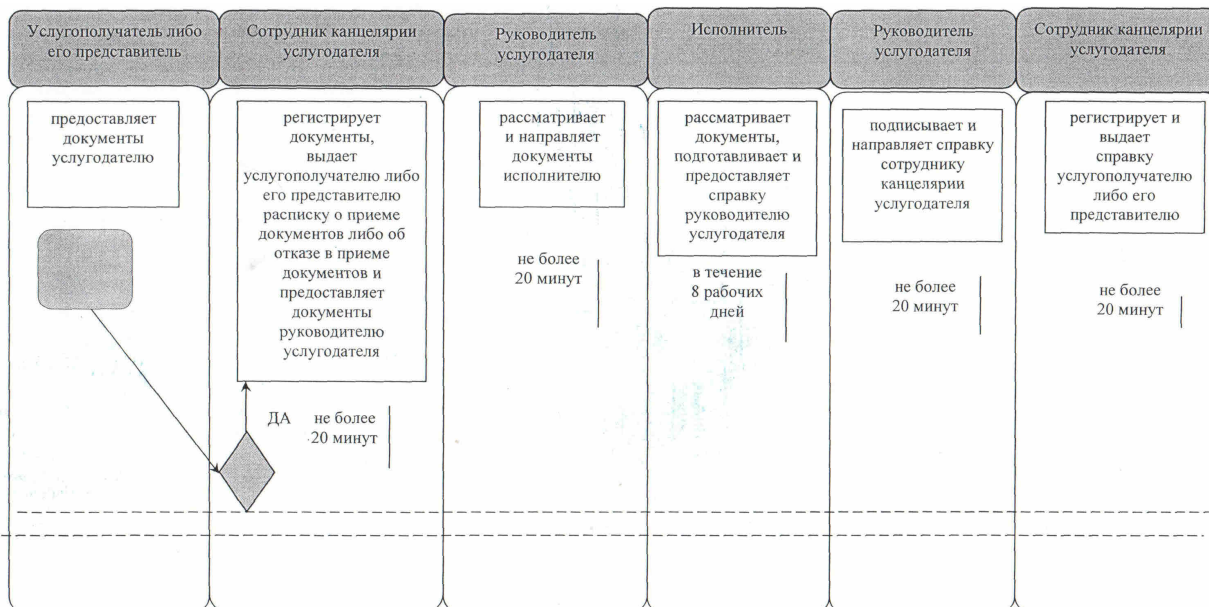 Услугополучатель либо
его представитель
Сотрудник канцелярии
услугодателя
Руководитель
услугодателя
Исполнитель
Руководитель
услугодателя
Сотрудник канцелярии
услугодателя
предоставляет
документы
услугодателю
регистрирует
документы,
выдает
услугополучателю либо
его представителю
расписку о приеме
документов либо об
отказе в приеме
документов и
предоставляет
документы
руководителю
услугодателя
рассматривает
и направляет
документы
исполнителю
рассматривает
документы,
подготавливает и
предоставляет
справку
руководителю
услугодателя
подписывает и
направляет справку
сотруднику
канцелярии
услугодателя
регистрирует и
выдает
справку
услугополучателю
либо его
представителю
не более
20 минут
в течение
8 рабочих
дней
не более
20 минут
не более
20 минут
ДА
не более
20 минут